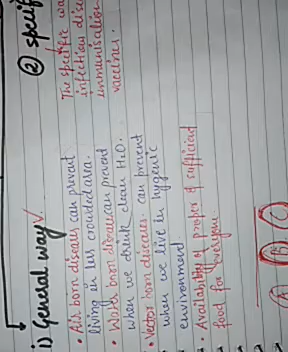 i) General way
• Air born diseases can prevent
living in less crowded area.
• Water born diseases can prevent
when we drink clean H₂O.
• Vector born diseases can prevent
when we live in hygenic
environment.
• Availability of proper & sufficient
food for everyone.
② specif
The specific wa
infectious dise
immunisation
vaccines.
A B C